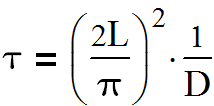 τ = (2L/π)² · 1/D